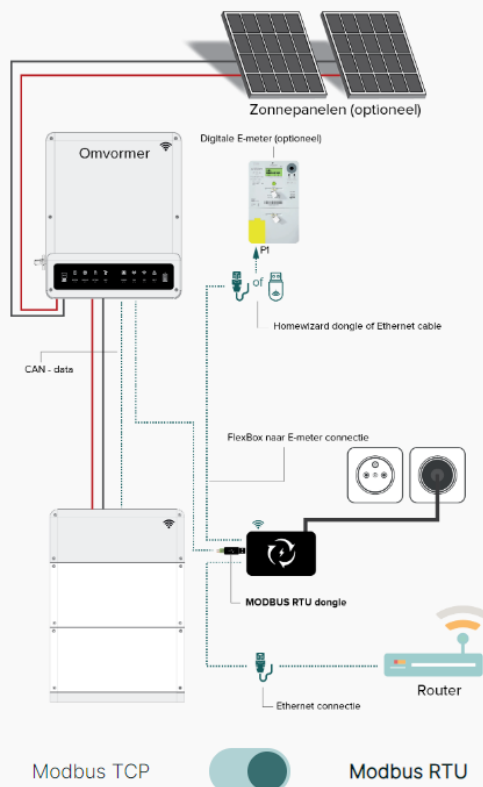 Zonnepanelen (optioneel)
Omvormer
Digitale E-meter (optioneel)
P1
of
Homewizard dongle of Ethernet cable
CAN - data
FlexBox naar E-meter connectie
MODBUS RTU dongle
Router
Ethernet connectie
Modbus TCP
Modbus RTU